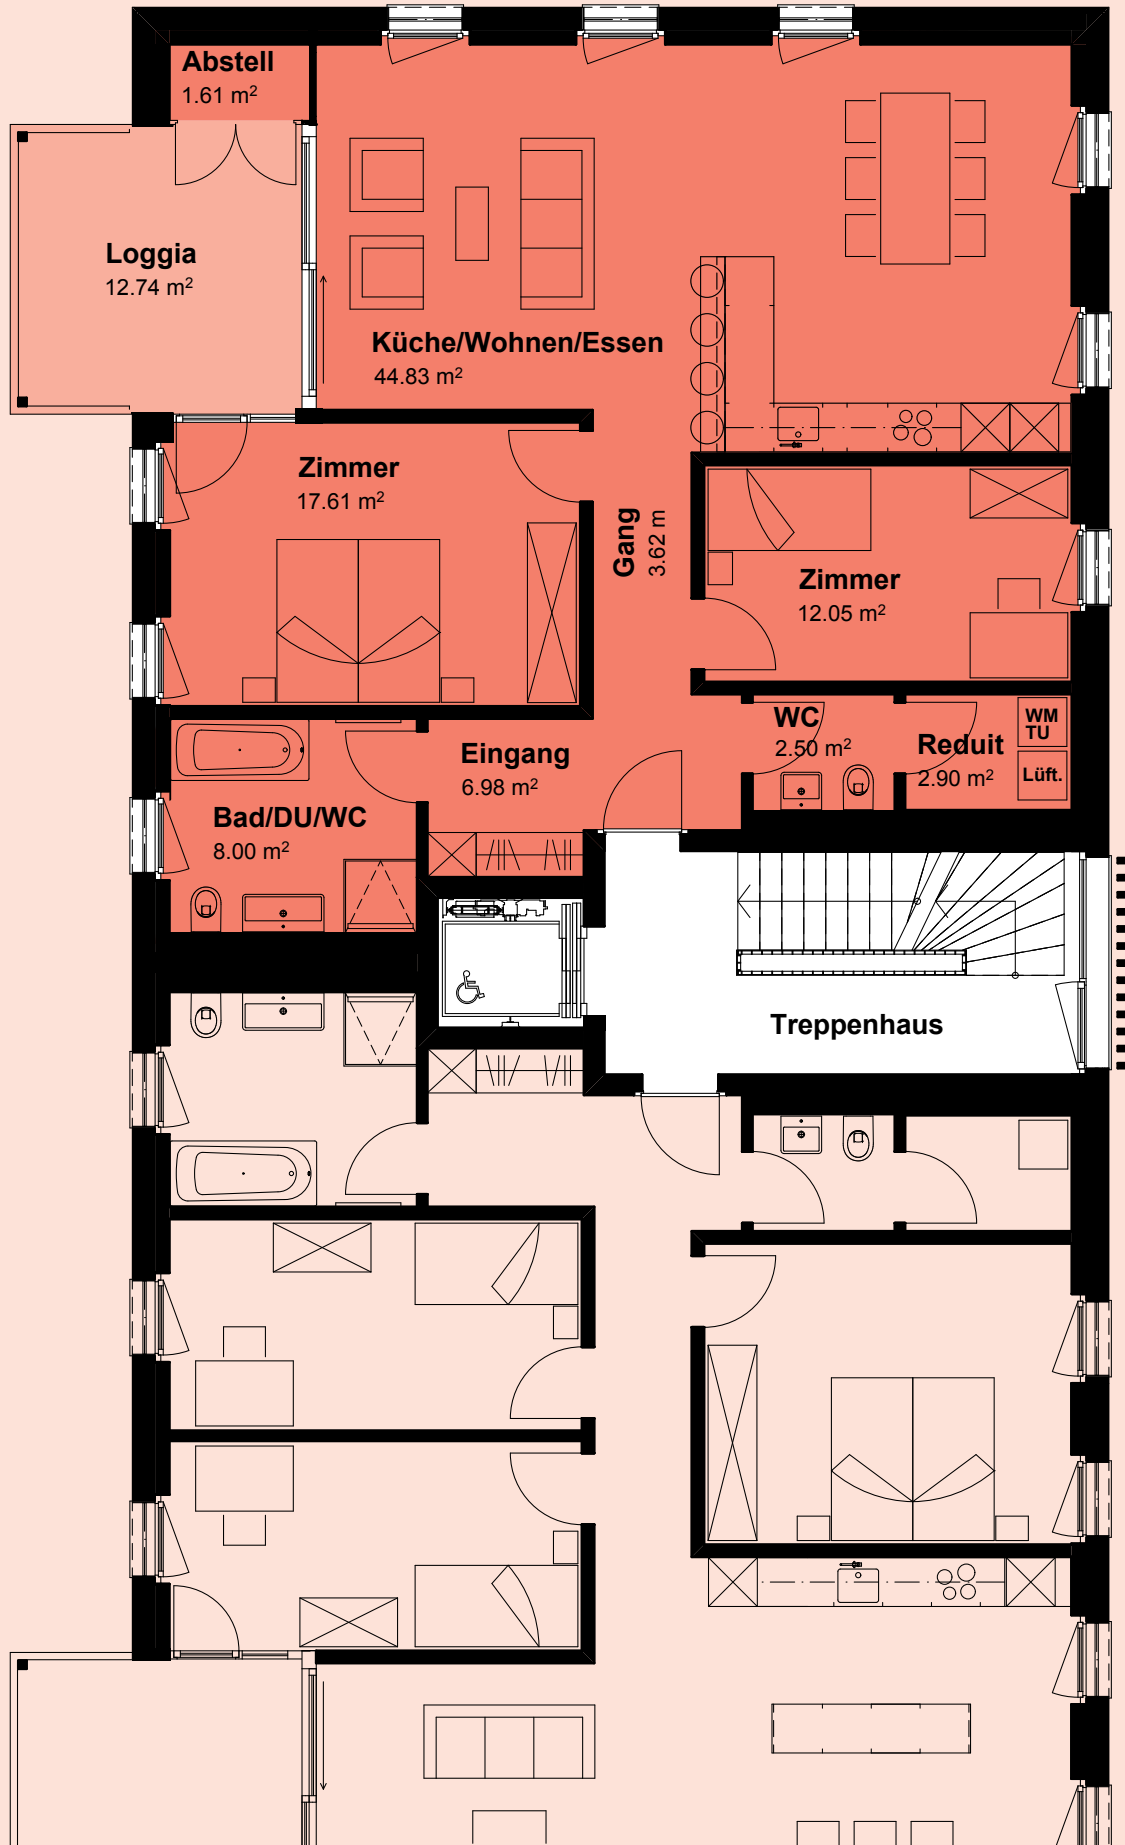 Abstell
1.61 m²
Loggia
12.74 m²
Küche/Wohnen/Essen
44.83 m²
Zimmer
17.61 m²
Gang
3.62 m
Zimmer
12.05 m²
WC
2.50 m²
Reduit
2.90 m²
WM
TU
Lüft.
Eingang
6.98 m²
Bad/DU/WC
8.00 m²
Treppenhaus